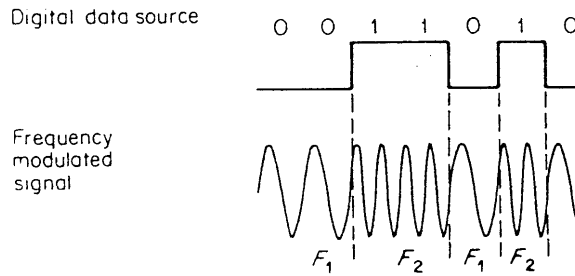 Digital data source
0 0 1 1 0 1 0
Frequency
modulated
signal
F₁ F₂ F₁ F₂